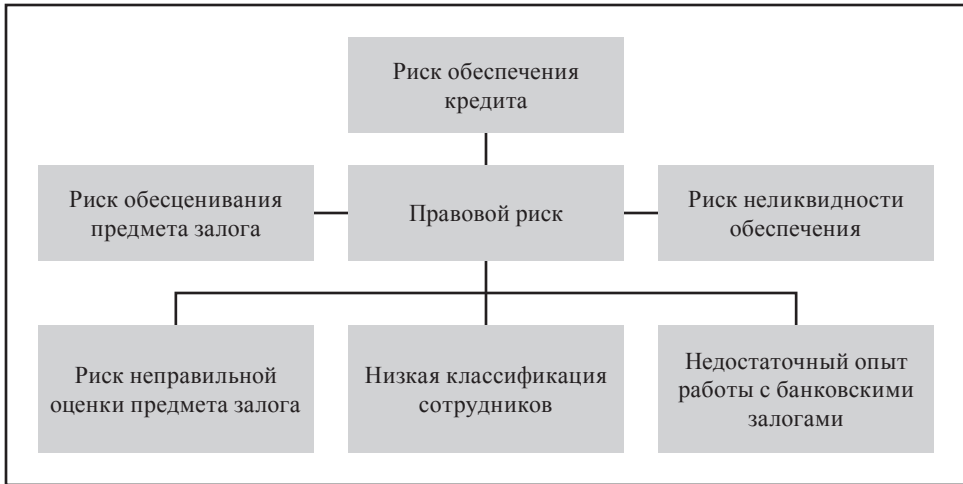 Риск обеспечения
кредита
Риск обесценивания
предмета залога
Правовой риск
Риск неликвидности
обеспечения
Риск неправильной
оценки предмета залога
Низкая классификация
сотрудников
Недостаточный опыт
работы с банковскими
залогами